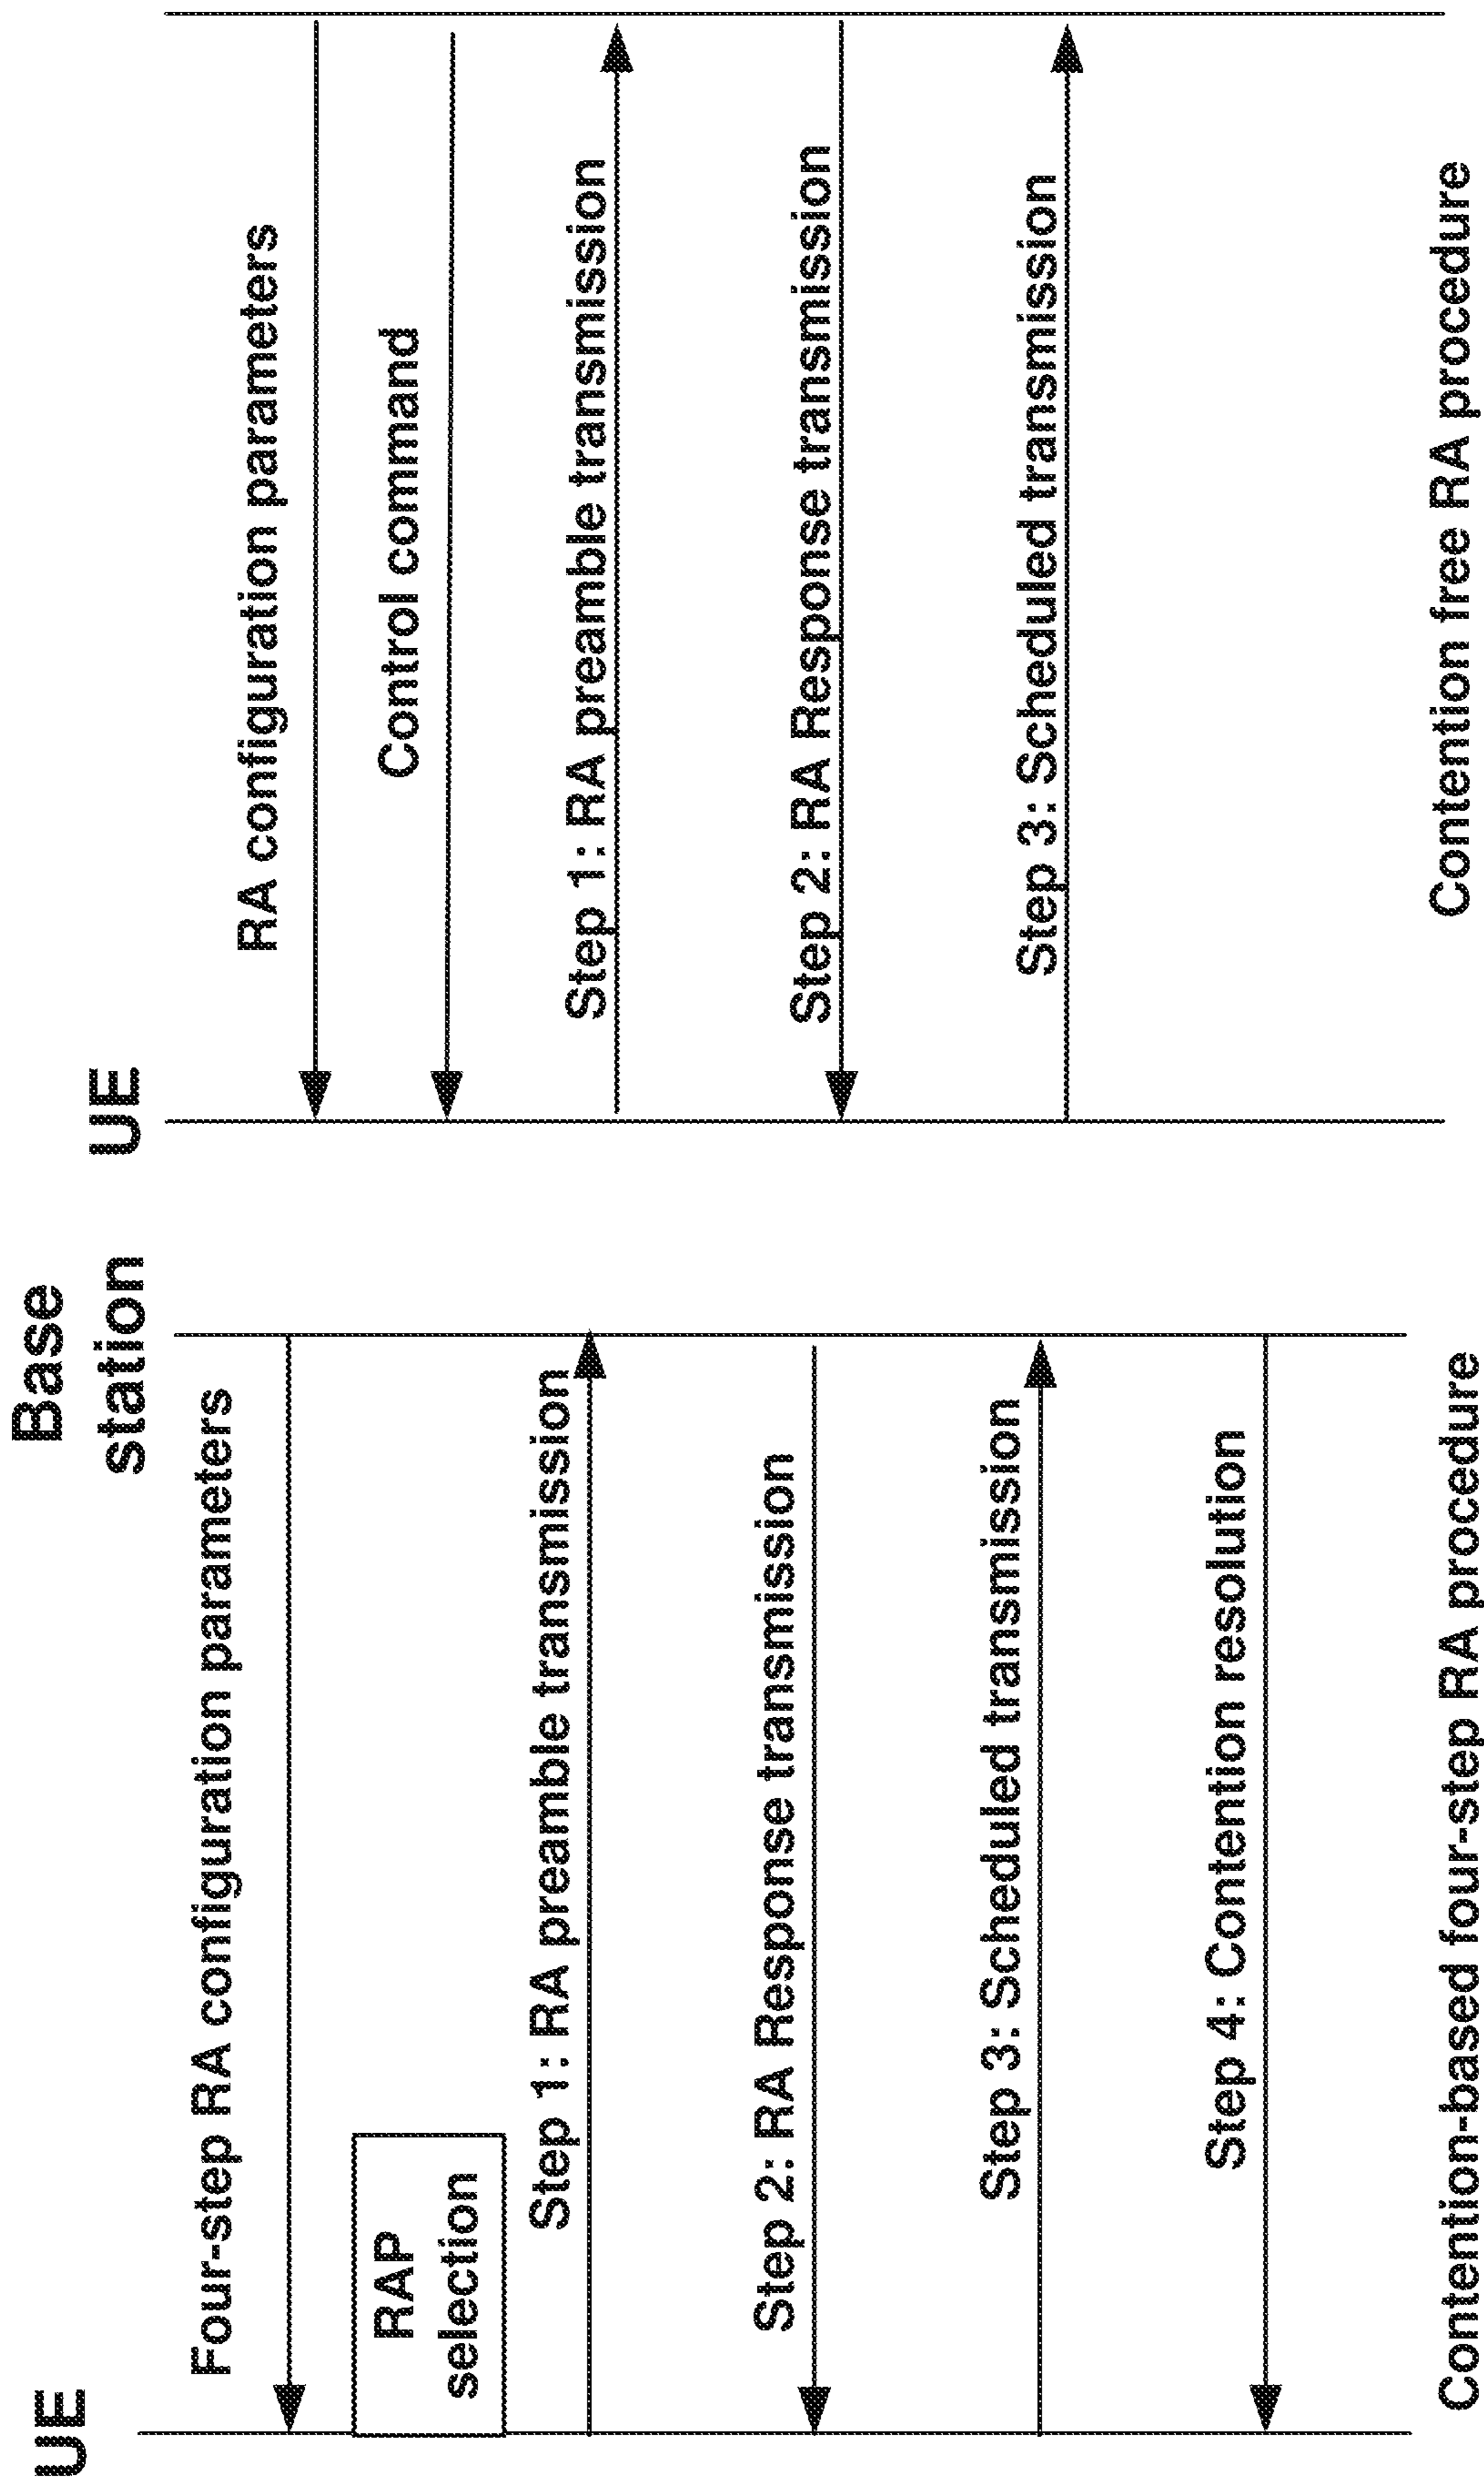 UE
Base
station
Four-step RA configuration parameters
RAP
selection
Step 1: RA preamble transmission
Step 2: RA Response transmission
Step 3: Scheduled transmission
Step 4: Contention resolution
Contention-based four-step RA procedure
UE
RA configuration parameters
Control command
Step 1: RA preamble transmission
Step 2: RA Response transmission
Step 3: Scheduled transmission
Contention free RA procedure